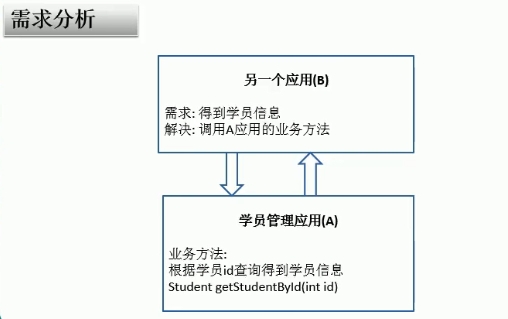 需求分析
另一个应用(B)
需求: 得到学员信息
解决: 调用A应用的业务方法
学员管理应用(A)
业务方法:
根据学员id查询得到学员信息
Student getStudentById(int id)